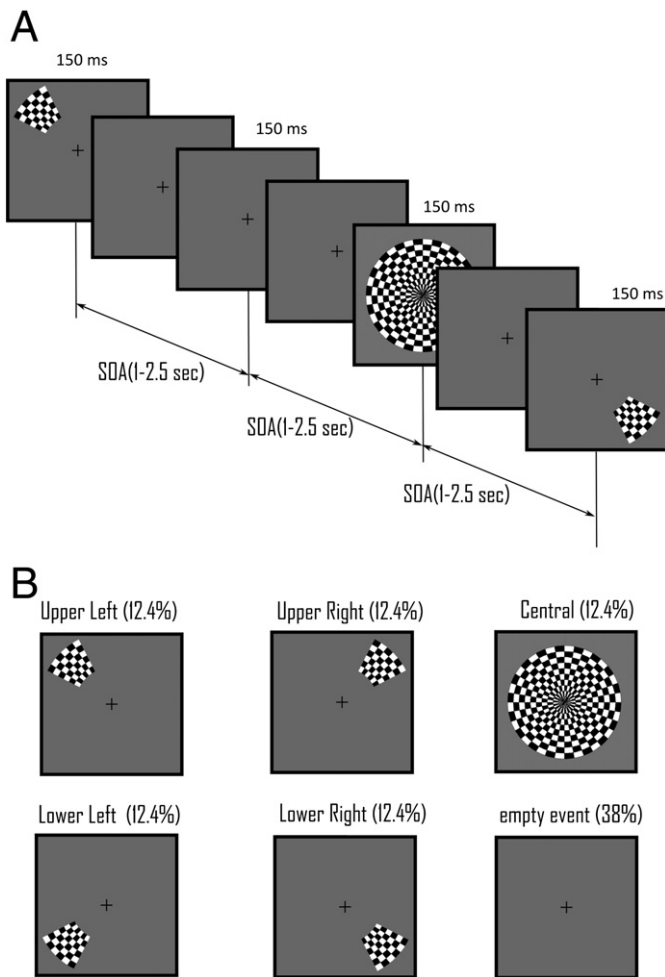 A
150 ms
150 ms
150 ms
150 ms
SOA(1-2.5 sec)
SOA(1-2.5 sec)
SOA(1-2.5 sec)
B
Upper Left (12.4%)
Upper Right (12.4%)
Central (12.4%)
Lower Left (12.4%)
Lower Right (12.4%)
empty event (38%)